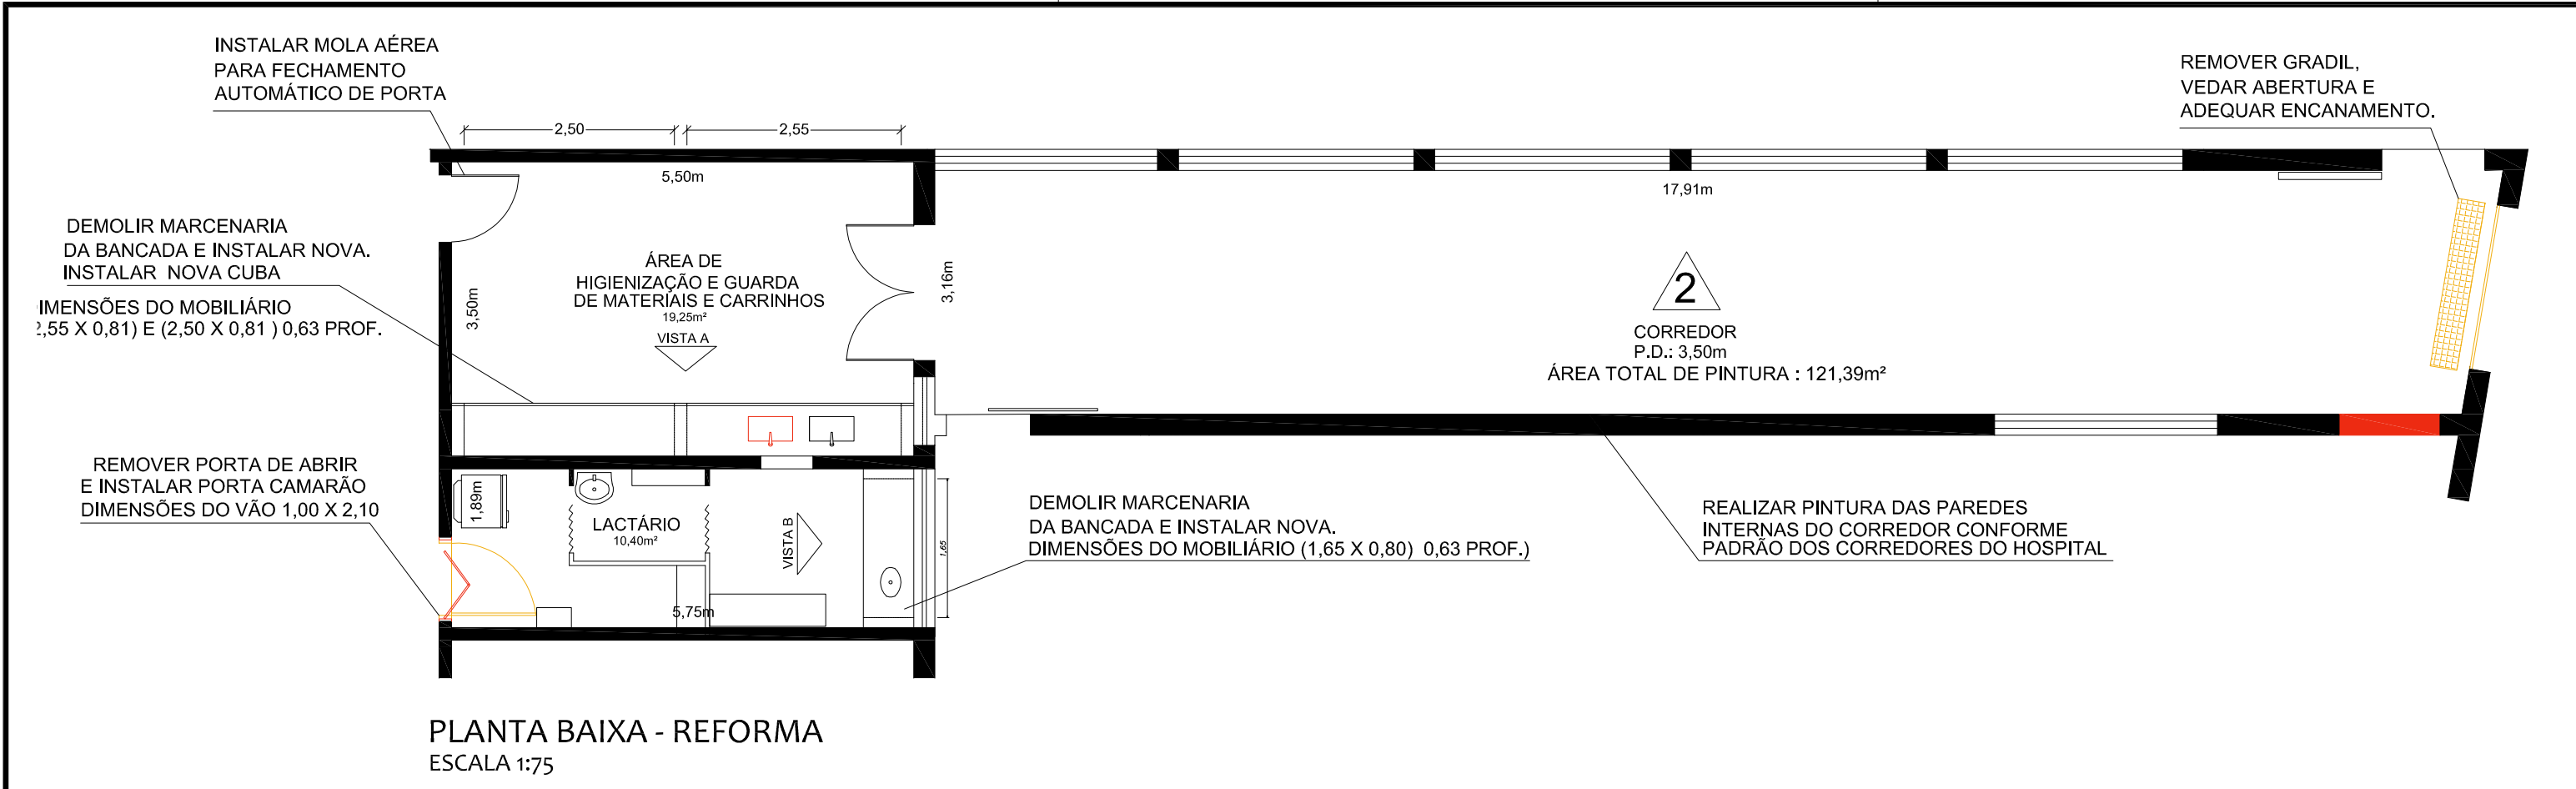 INSTALAR MOLA AÉREA
PARA FECHAMENTO
AUTOMÁTICO DE PORTA
REMOVER GRADIL,
VEDAR ABERTURA E
ADEQUAR ENCANAMENTO.
2,50
2,55
5,50m
17,91m
DEMOLIR MARCENARIA
DA BANCADA E INSTALAR NOVA.
INSTALAR NOVA CUBA
IMENSÕES DO MOBILIÁRIO
2,55 X 0,81) E (2,50 X 0,81 ) 0,63 PROF.
3,50m
ÁREA DE
HIGIENIZAÇÃO E GUARDA
DE MATERIAIS E CARRINHOS
19,25m²
VISTA A
3,16m
2
CORREDOR
P.D.: 3,50m
ÁREA TOTAL DE PINTURA : 121,39m²
REMOVER PORTA DE ABRIR
E INSTALAR PORTA CAMARÃO
DIMENSÕES DO VÃO 1,00 X 2,10
1,89m
LACTÁRIO
10,40m²
VISTA B
1,65
5,75m
DEMOLIR MARCENARIA
DA BANCADA E INSTALAR NOVA.
DIMENSÕES DO MOBILIÁRIO (1,65 X 0,80) 0,63 PROF.)
REALIZAR PINTURA DAS PAREDES
INTERNAS DO CORREDOR CONFORME
PADRÃO DOS CORREDORES DO HOSPITAL
PLANTA BAIXA - REFORMA
ESCALA 1:75